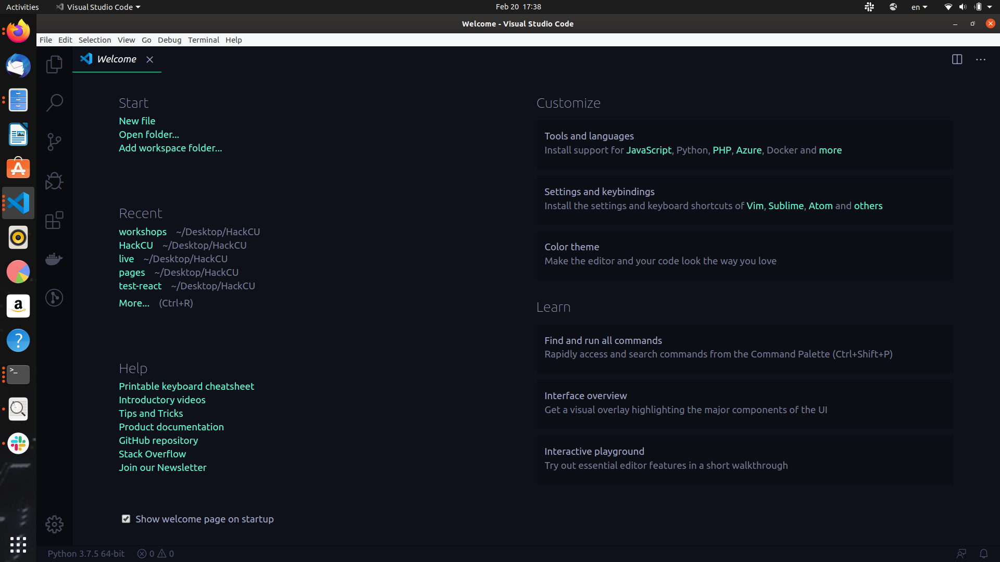 Activities
Visual Studio Code
Feb 20 17:38
en
Welcome - Visual Studio Code
File Edit Selection View Go Debug Terminal Help
Welcome
Start
New file
Open folder...
Add workspace folder...
Recent
workshops ~/Desktop/HackCU
HackCU ~/Desktop/HackCU
live ~/Desktop/HackCU
pages ~/Desktop/HackCU
test-react ~/Desktop/HackCU
More... (Ctrl+R)
Help
Printable keyboard cheatsheet
Introductory videos
Tips and Tricks
Product documentation
GitHub repository
Stack Overflow
Join our Newsletter
Show welcome page on startup
Customize
Tools and languages
Install support for JavaScript, Python, PHP, Azure, Docker and more
Settings and keybindings
Install the settings and keyboard shortcuts of Vim, Sublime, Atom and others
Color theme
Make the editor and your code look the way you love
Learn
Find and run all commands
Rapidly access and search commands from the Command Palette (Ctrl+Shift+P)
Interface overview
Get a visual overlay highlighting the major components of the UI
Interactive playground
Try out essential editor features in a short walkthrough
Python 3.7.5 64-bit 0 0